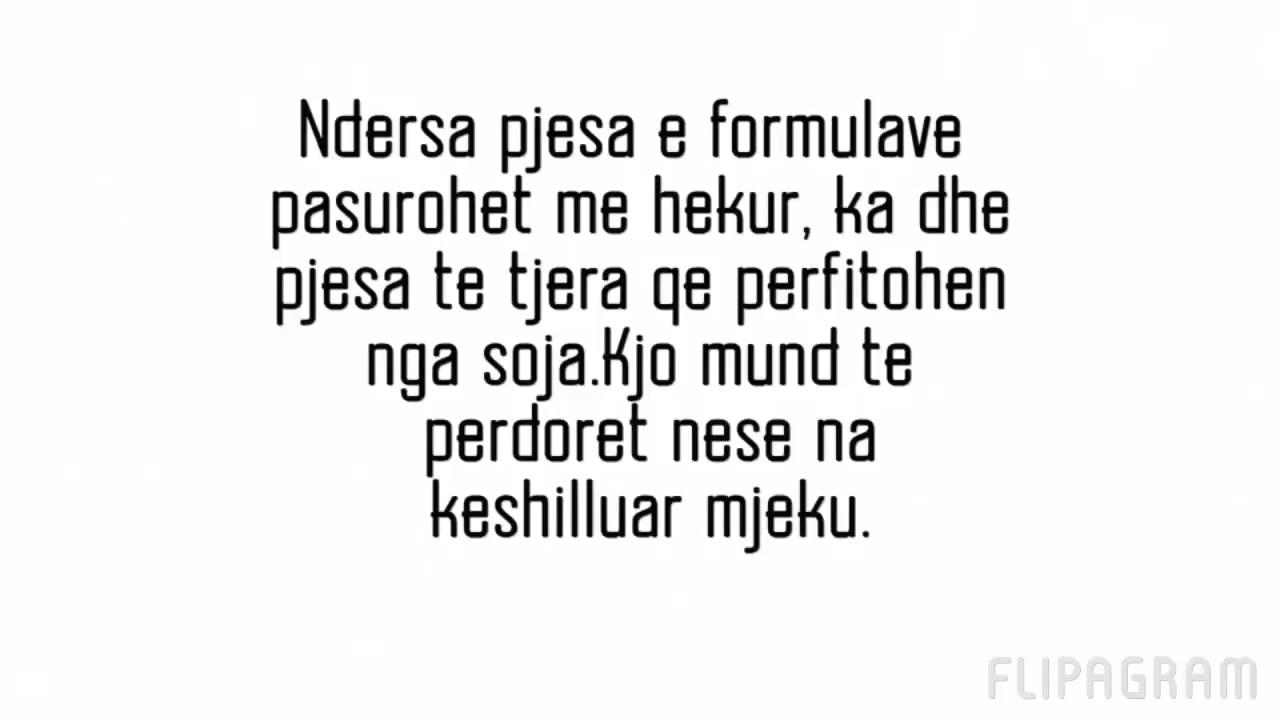 Ndersa pjesa e formulave
pasurohet me hekur, ka dhe
pjesa te tjera qe perfitohen
nga soja.Kjo mund te
perdoret nese na
keshilluar mjeku.
FLIPAGRAM